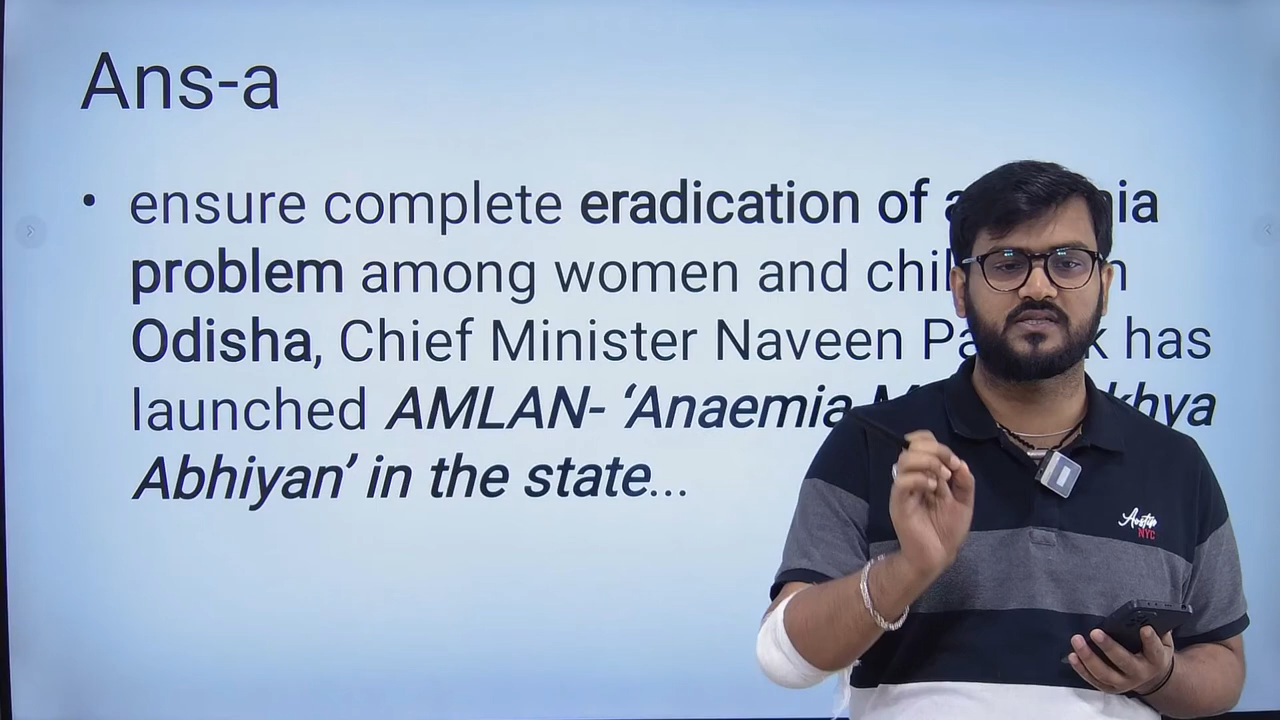 Ans-a
• ensure complete eradication of
problem among women and
Odisha, Chief Minister Naveen has
launched AMLAN- ‘Anaemia
Abhiyan’ in the state...
Austin
NYC